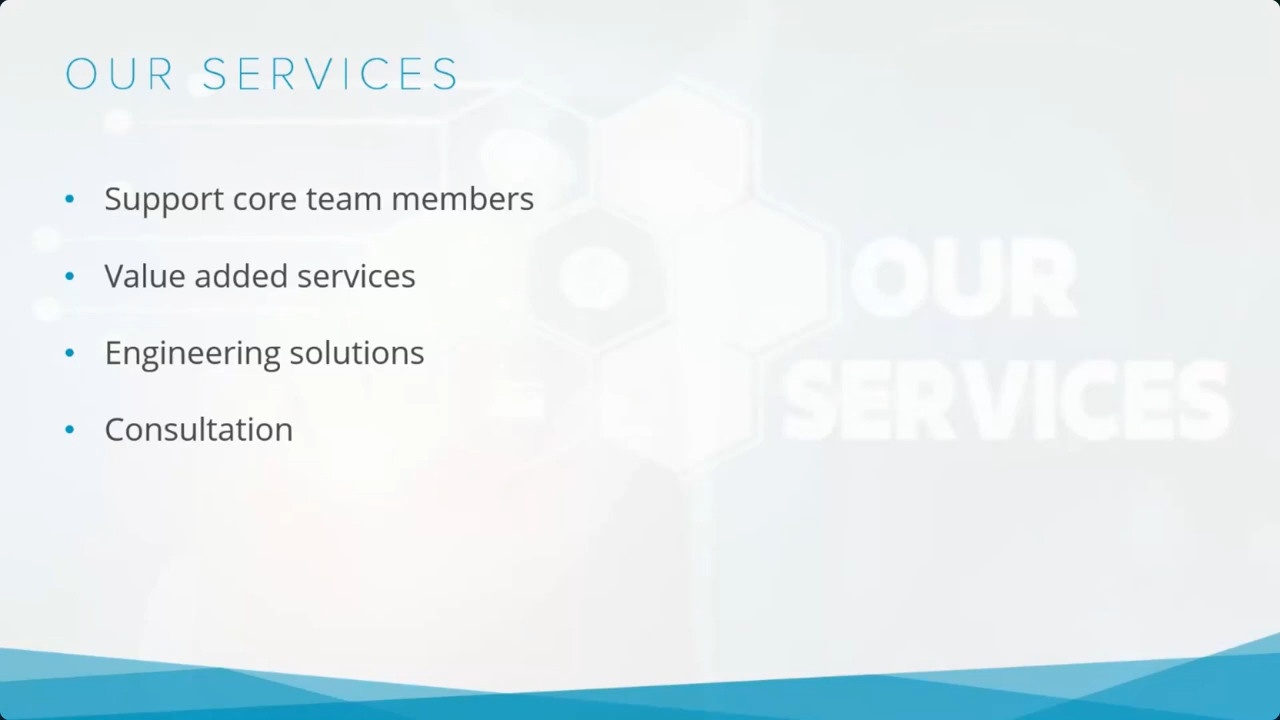 OUR SERVICES
• Support core team members
• Value added services
• Engineering solutions
• Consultation
OUR
SERVICES